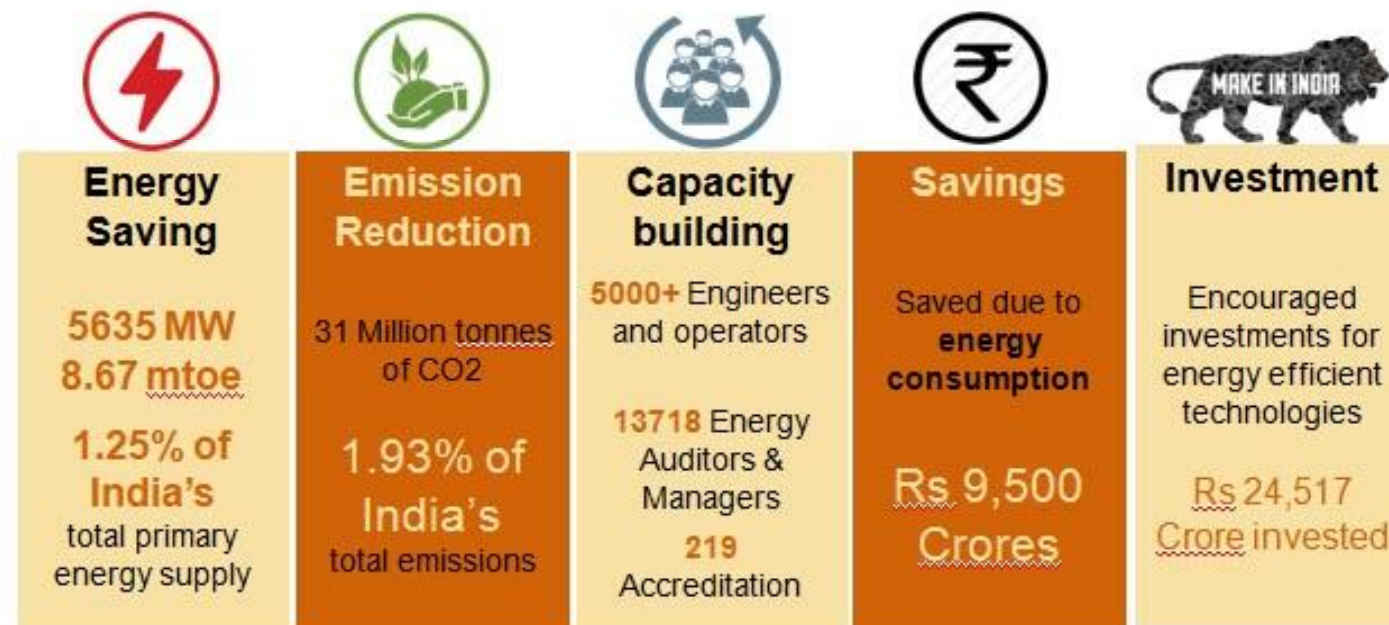 MAKE IN INDIA
Energy
Saving
5635 MW
8.67 mtoe
1.25% of
India's
total primary
energy supply
Emission
Reduction
31 Million tonnes
of CO2
1.93% of
India's
total emissions
Capacity
building
5000+ Engineers
and operators
13718 Energy
Auditors &
Managers
219
Accreditation
Savings
Saved due to
energy
consumption
Rs 9,500
Crores
Investment
Encouraged
investments for
energy efficient
technologies
Rs 24,517
Crore invested